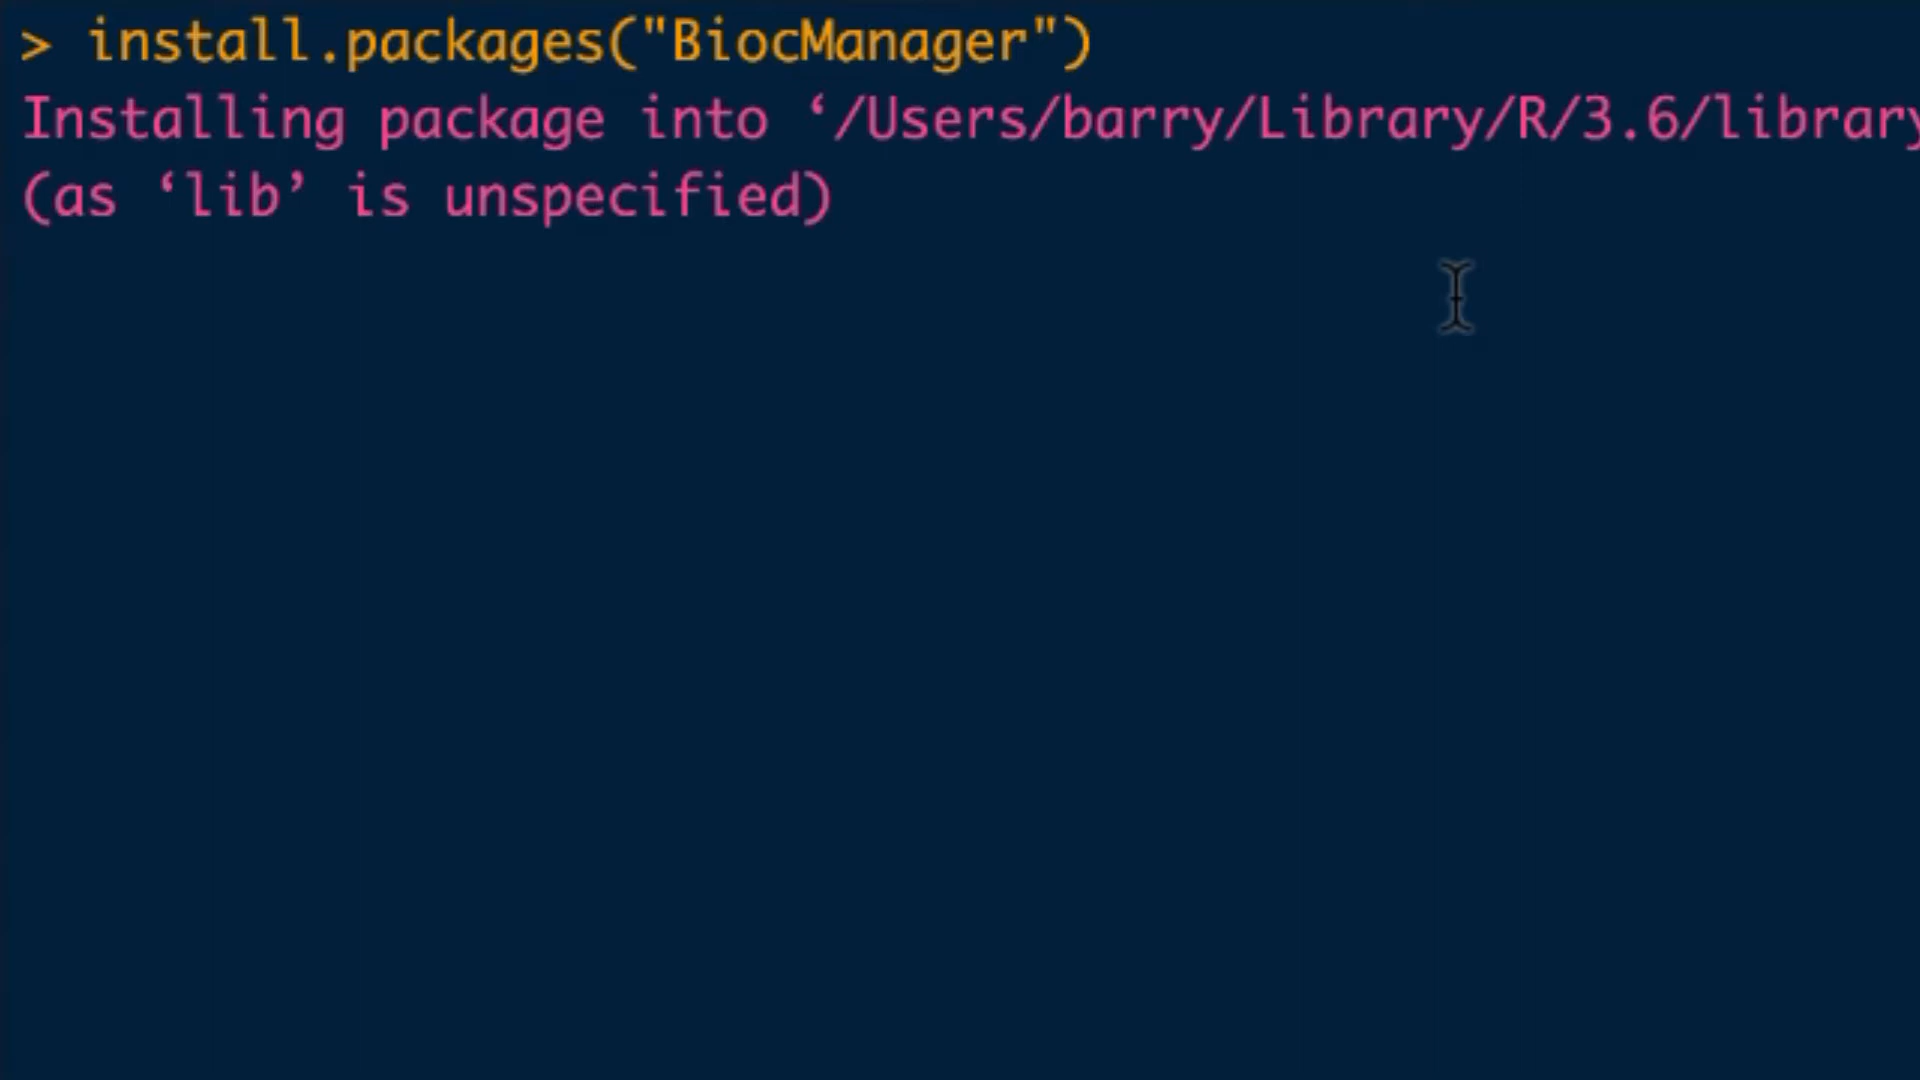 > install.packages("BiocManager")
Installing package into ‘/Users/barry/Library/R/3.6/library
(as ‘lib’ is unspecified)